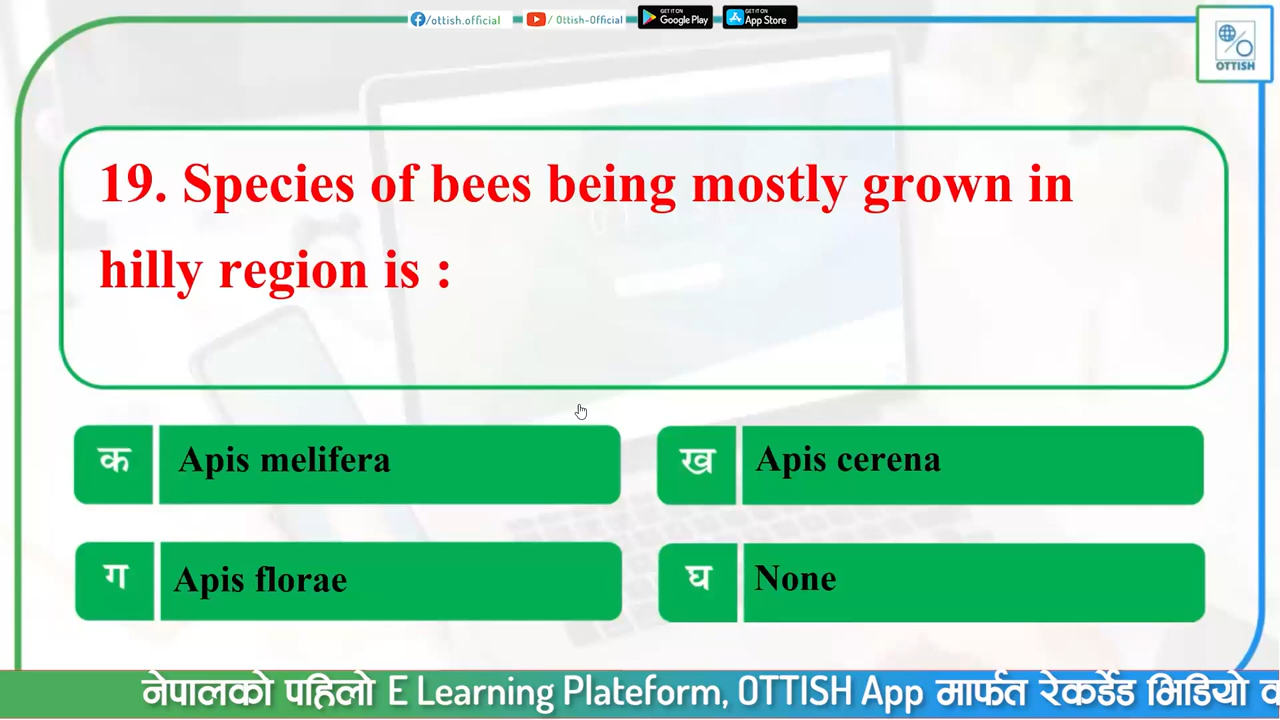 /ottish.official
/ Ottish-Official
GET IT ON
Google Play
GET IT ON
App Store
OTTISH
19. Species of bees being mostly grown in
hilly region is :
क Apis melifera
ख Apis cerena
ग Apis florae
घ None
नेपालको पहिलो E Learning Plateform, OTTISH App मार्फत रेकर्डेड भिडियो